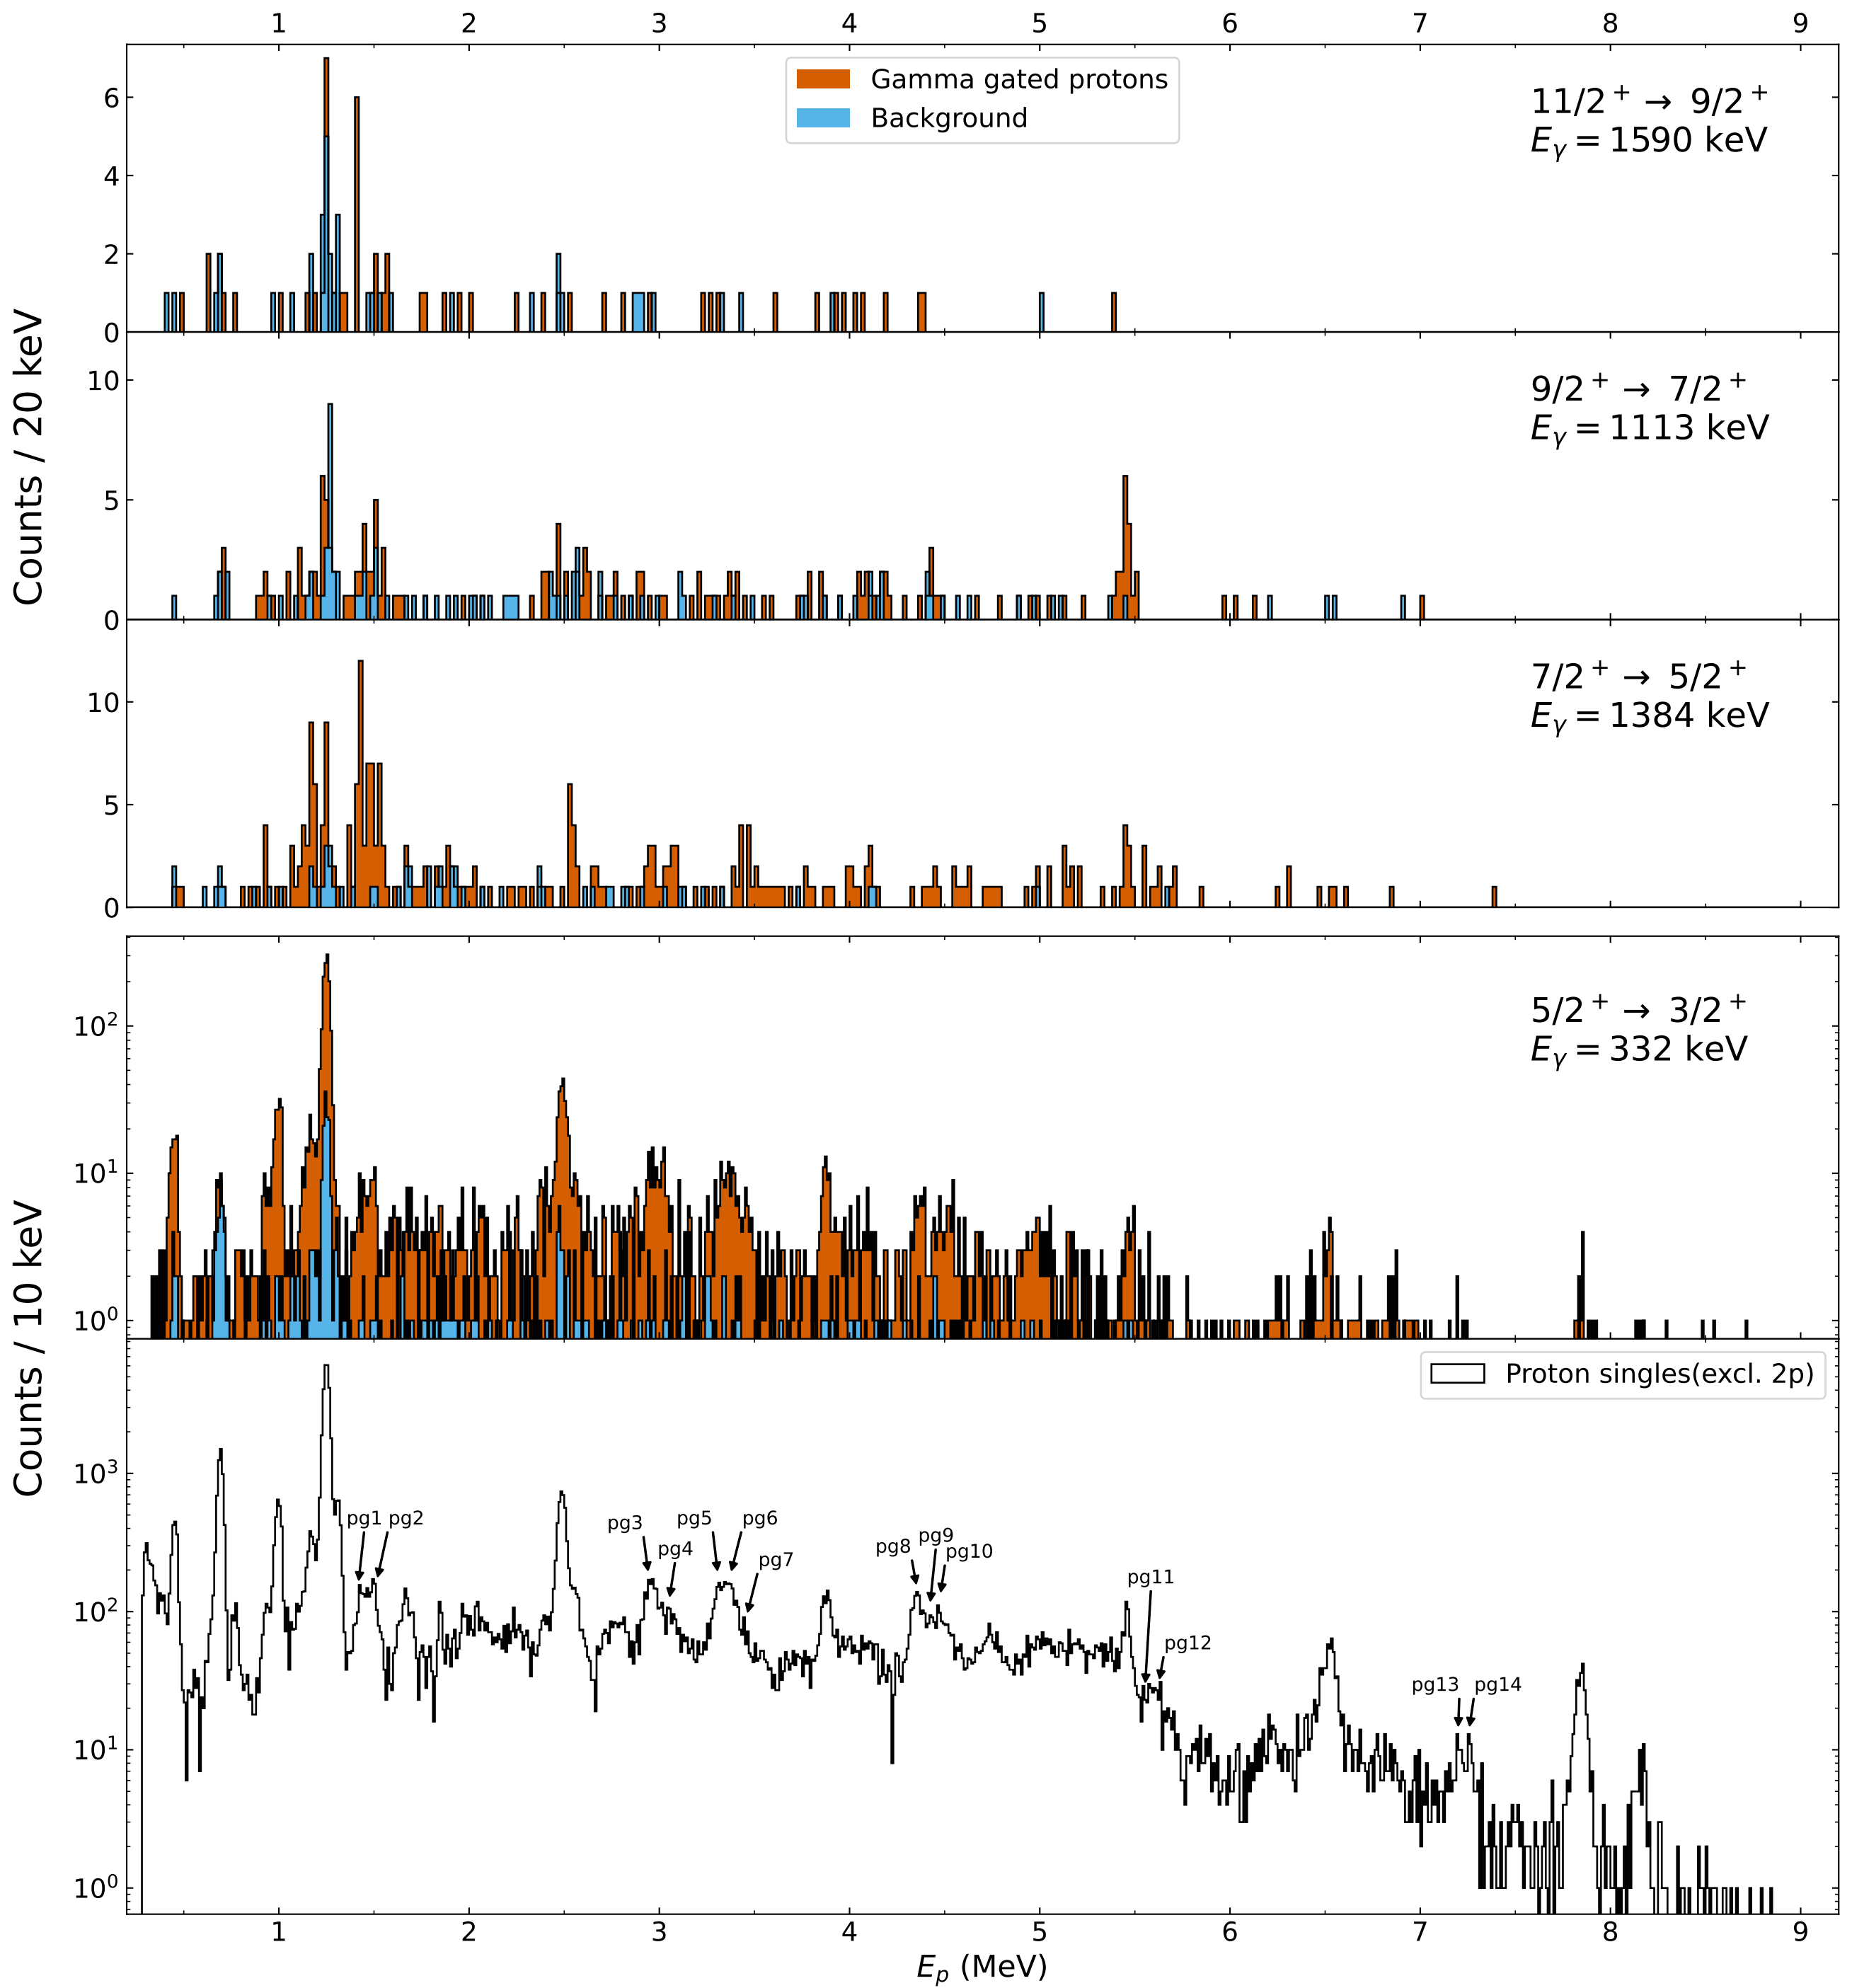 1 2 3 4 5 6 7 8 9
Gamma gated protons
Background
11/2⁺ → 9/2⁺
E_γ = 1590 keV
6
4
2
0
Counts / 20 keV
9/2⁺ → 7/2⁺
E_γ = 1113 keV
10
5
0
7/2⁺ → 5/2⁺
E_γ = 1384 keV
10
5
0
5/2⁺ → 3/2⁺
E_γ = 332 keV
10²
10¹
10⁰
Counts / 10 keV
Proton singles(excl. 2p)
10³
10²
10¹
10⁰
pg1 pg2
pg3
pg4
pg5
pg6
pg7
pg8
pg9
pg10
pg11
pg12
pg13
pg14
1 2 3 4 5 6 7 8 9
E_p (MeV)